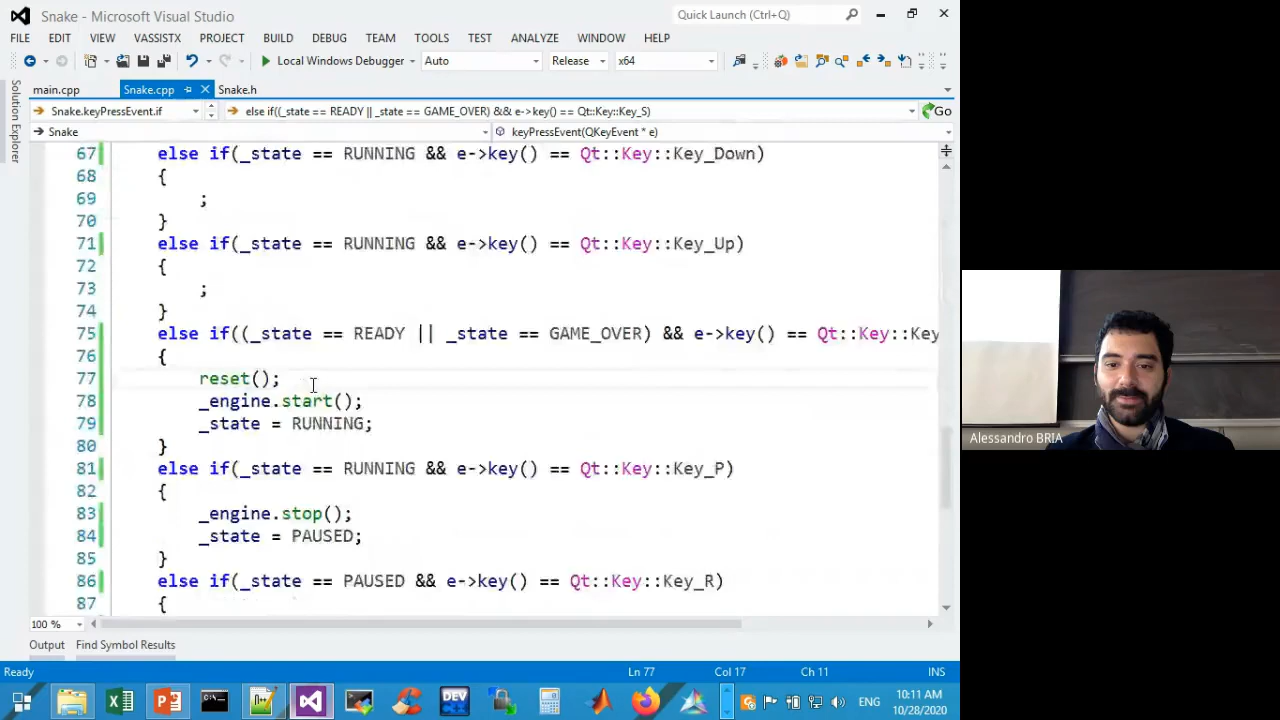 Snake - Microsoft Visual Studio
Quick Launch (Ctrl+Q)
FILE EDIT VIEW VASSISTX PROJECT BUILD DEBUG TEAM TOOLS TEST ANALYZE WINDOW HELP
Local Windows Debugger Auto Release x64
main.cpp Snake.cpp Snake.h
Solution Explorer
Snake.keyPressEvent.if else if((_state == READY || _state == GAME_OVER) && e->key() == Qt::Key::Key_S) Go
Snake keyPressEvent(QKeyEvent * e)
67 else if(_state == RUNNING && e->key() == Qt::Key::Key_Down)
68 {
69 ;
70 }
71 else if(_state == RUNNING && e->key() == Qt::Key::Key_Up)
72 {
73 ;
74 }
75 else if((_state == READY || _state == GAME_OVER) && e->key() == Qt::Key::Key
76 {
77 reset();
78 _engine.start();
79 _state = RUNNING;
80 }
81 else if(_state == RUNNING && e->key() == Qt::Key::Key_P)
82 {
83 _engine.stop();
84 _state = PAUSED;
85 }
86 else if(_state == PAUSED && e->key() == Qt::Key::Key_R)
87 {
100 %
Output Find Symbol Results
Ready Ln 77 Col 17 Ch 11 INS
DEV
ENG
10:11 AM
10/28/2020
Alessandro BRIA